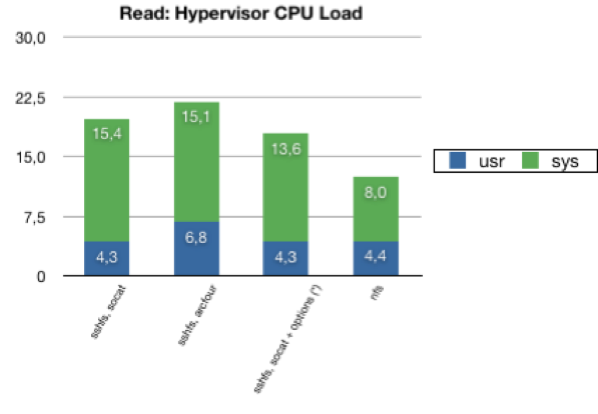 Read: Hypervisor CPU Load
30,0
22,5
15,0
7,5
0
15,4
4,3
15,1
6,8
13,6
4,3
8,0
4,4
sshfs, socat
sshfs, arcfour
sshfs, socat + options (*)
nfs
usr sys